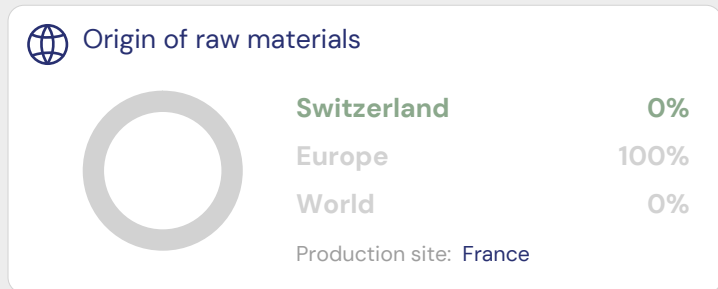 Origin of raw materials
Switzerland 0%
Europe 100%
World 0%
Production site: France